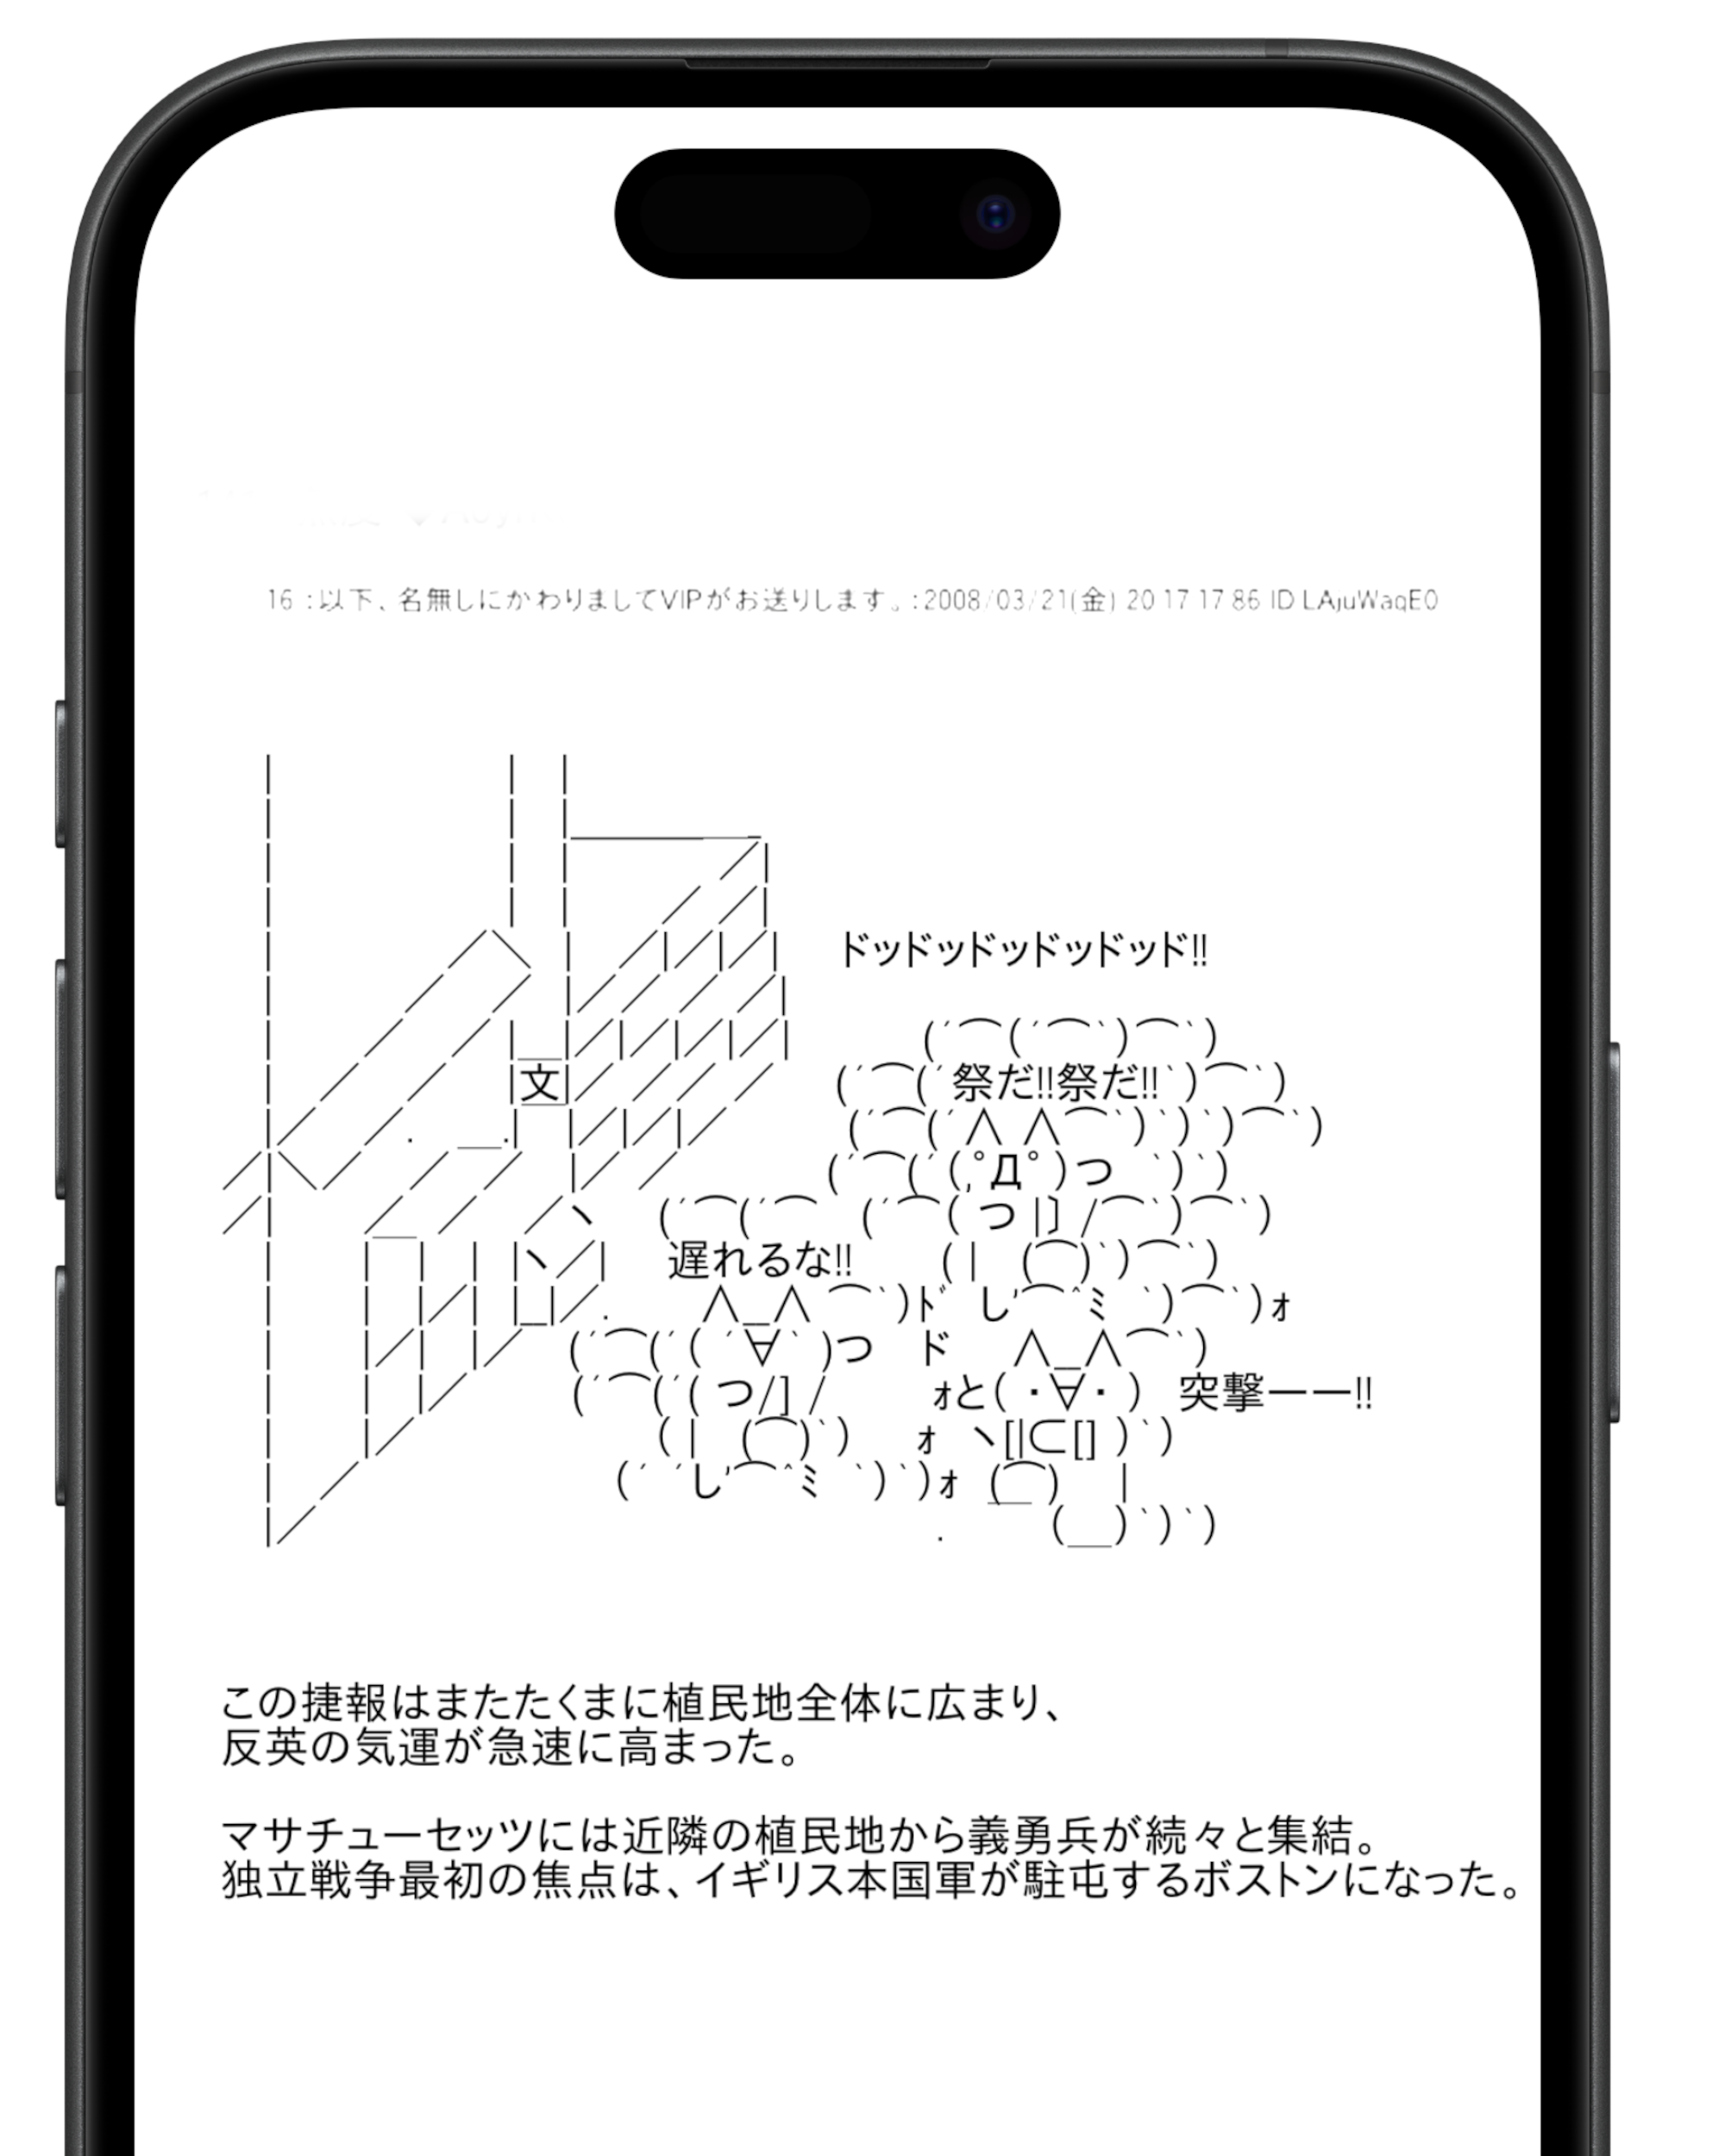 16 :以下、名無しにかわりましてVIPがお送りします。:2008/03/21(金) 20 17 17 86 ID LAjuWaqE0
ドッドッドッドッドッド!!
祭だ!!祭だ!!
文
遅れるな!!
突撃ーー!!
この捷報はまたたくまに植民地全体に広まり、
反英の気運が急速に高まった。
マサチューセッツには近隣の植民地から義勇兵が続々と集結。
独立戦争最初の焦点は、イギリス本国軍が駐屯するボストンになった。